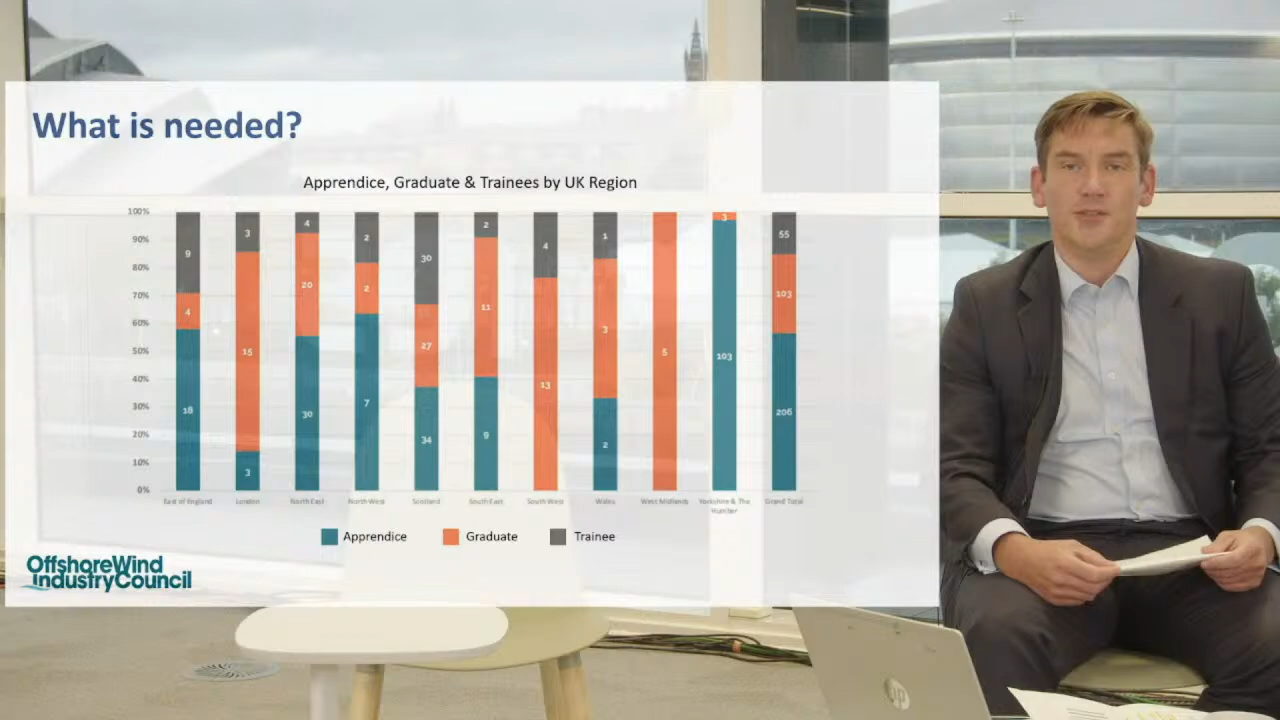 What is needed?
Apprendice, Graduate & Trainees by UK Region
100%
90%
80%
70%
60%
50%
40%
30%
20%
10%
0%
9
4
18
3
15
3
4
20
30
2
2
7
30
27
34
2
11
9
4
13
1
3
2
5
3
103
55
103
206
East of England
London
North East
North West
Scotland
South East
South West
Wales
West Midlands
Yorkshire & The
Humber
Grand Total
Apprendice
Graduate
Trainee
OffshoreWind
IndustryCouncil
hp